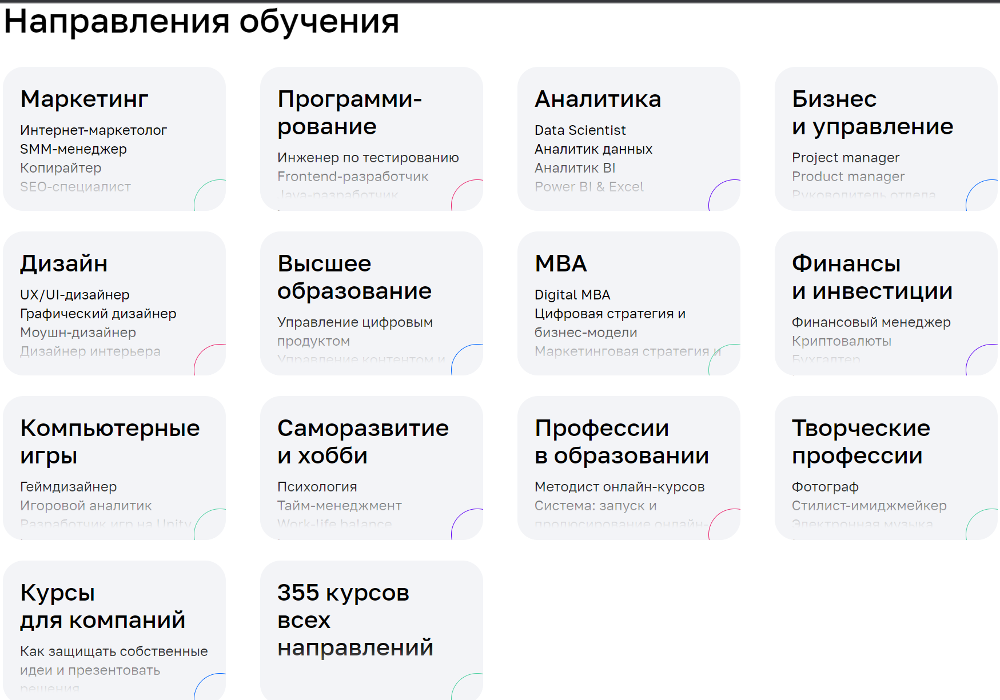 Направления обучения
Маркетинг
Интернет-маркетолог
SMM-менеджер
Копирайтер
SEO-специалист
Программи-
рование
Инженер по тестированию
Frontend-разработчик
Java-разработчик
Аналитика
Data Scientist
Аналитик данных
Аналитик BI
Power BI & Excel
Бизнес
и управление
Project manager
Product manager
Руководитель отдела
Дизайн
UX/UI-дизайнер
Графический дизайнер
Моушн-дизайнер
Дизайнер интерьера
Высшее
образование
Управление цифровым
продуктом
Управление контентом и
MBA
Digital MBA
Цифровая стратегия и
бизнес-модели
Маркетинговая стратегия и
Финансы
и инвестиции
Финансовый менеджер
Криптовалюты
Бухгалтер
Компьютерные
игры
Геймдизайнер
Игоровой аналитик
Разработчик игр на Unity
Саморазвитие
и хобби
Психология
Тайм-менеджмент
Work-life balance
Профессии
в образовании
Методист онлайн-курсов
Система: запуск и
продюсирование онлайн-
Творческие
профессии
Фотограф
Стилист-имиджмейкер
Электронная музыка
Курсы
для компаний
Как защищать собственные
идеи и презентовать
решения
355 курсов
всех
направлений